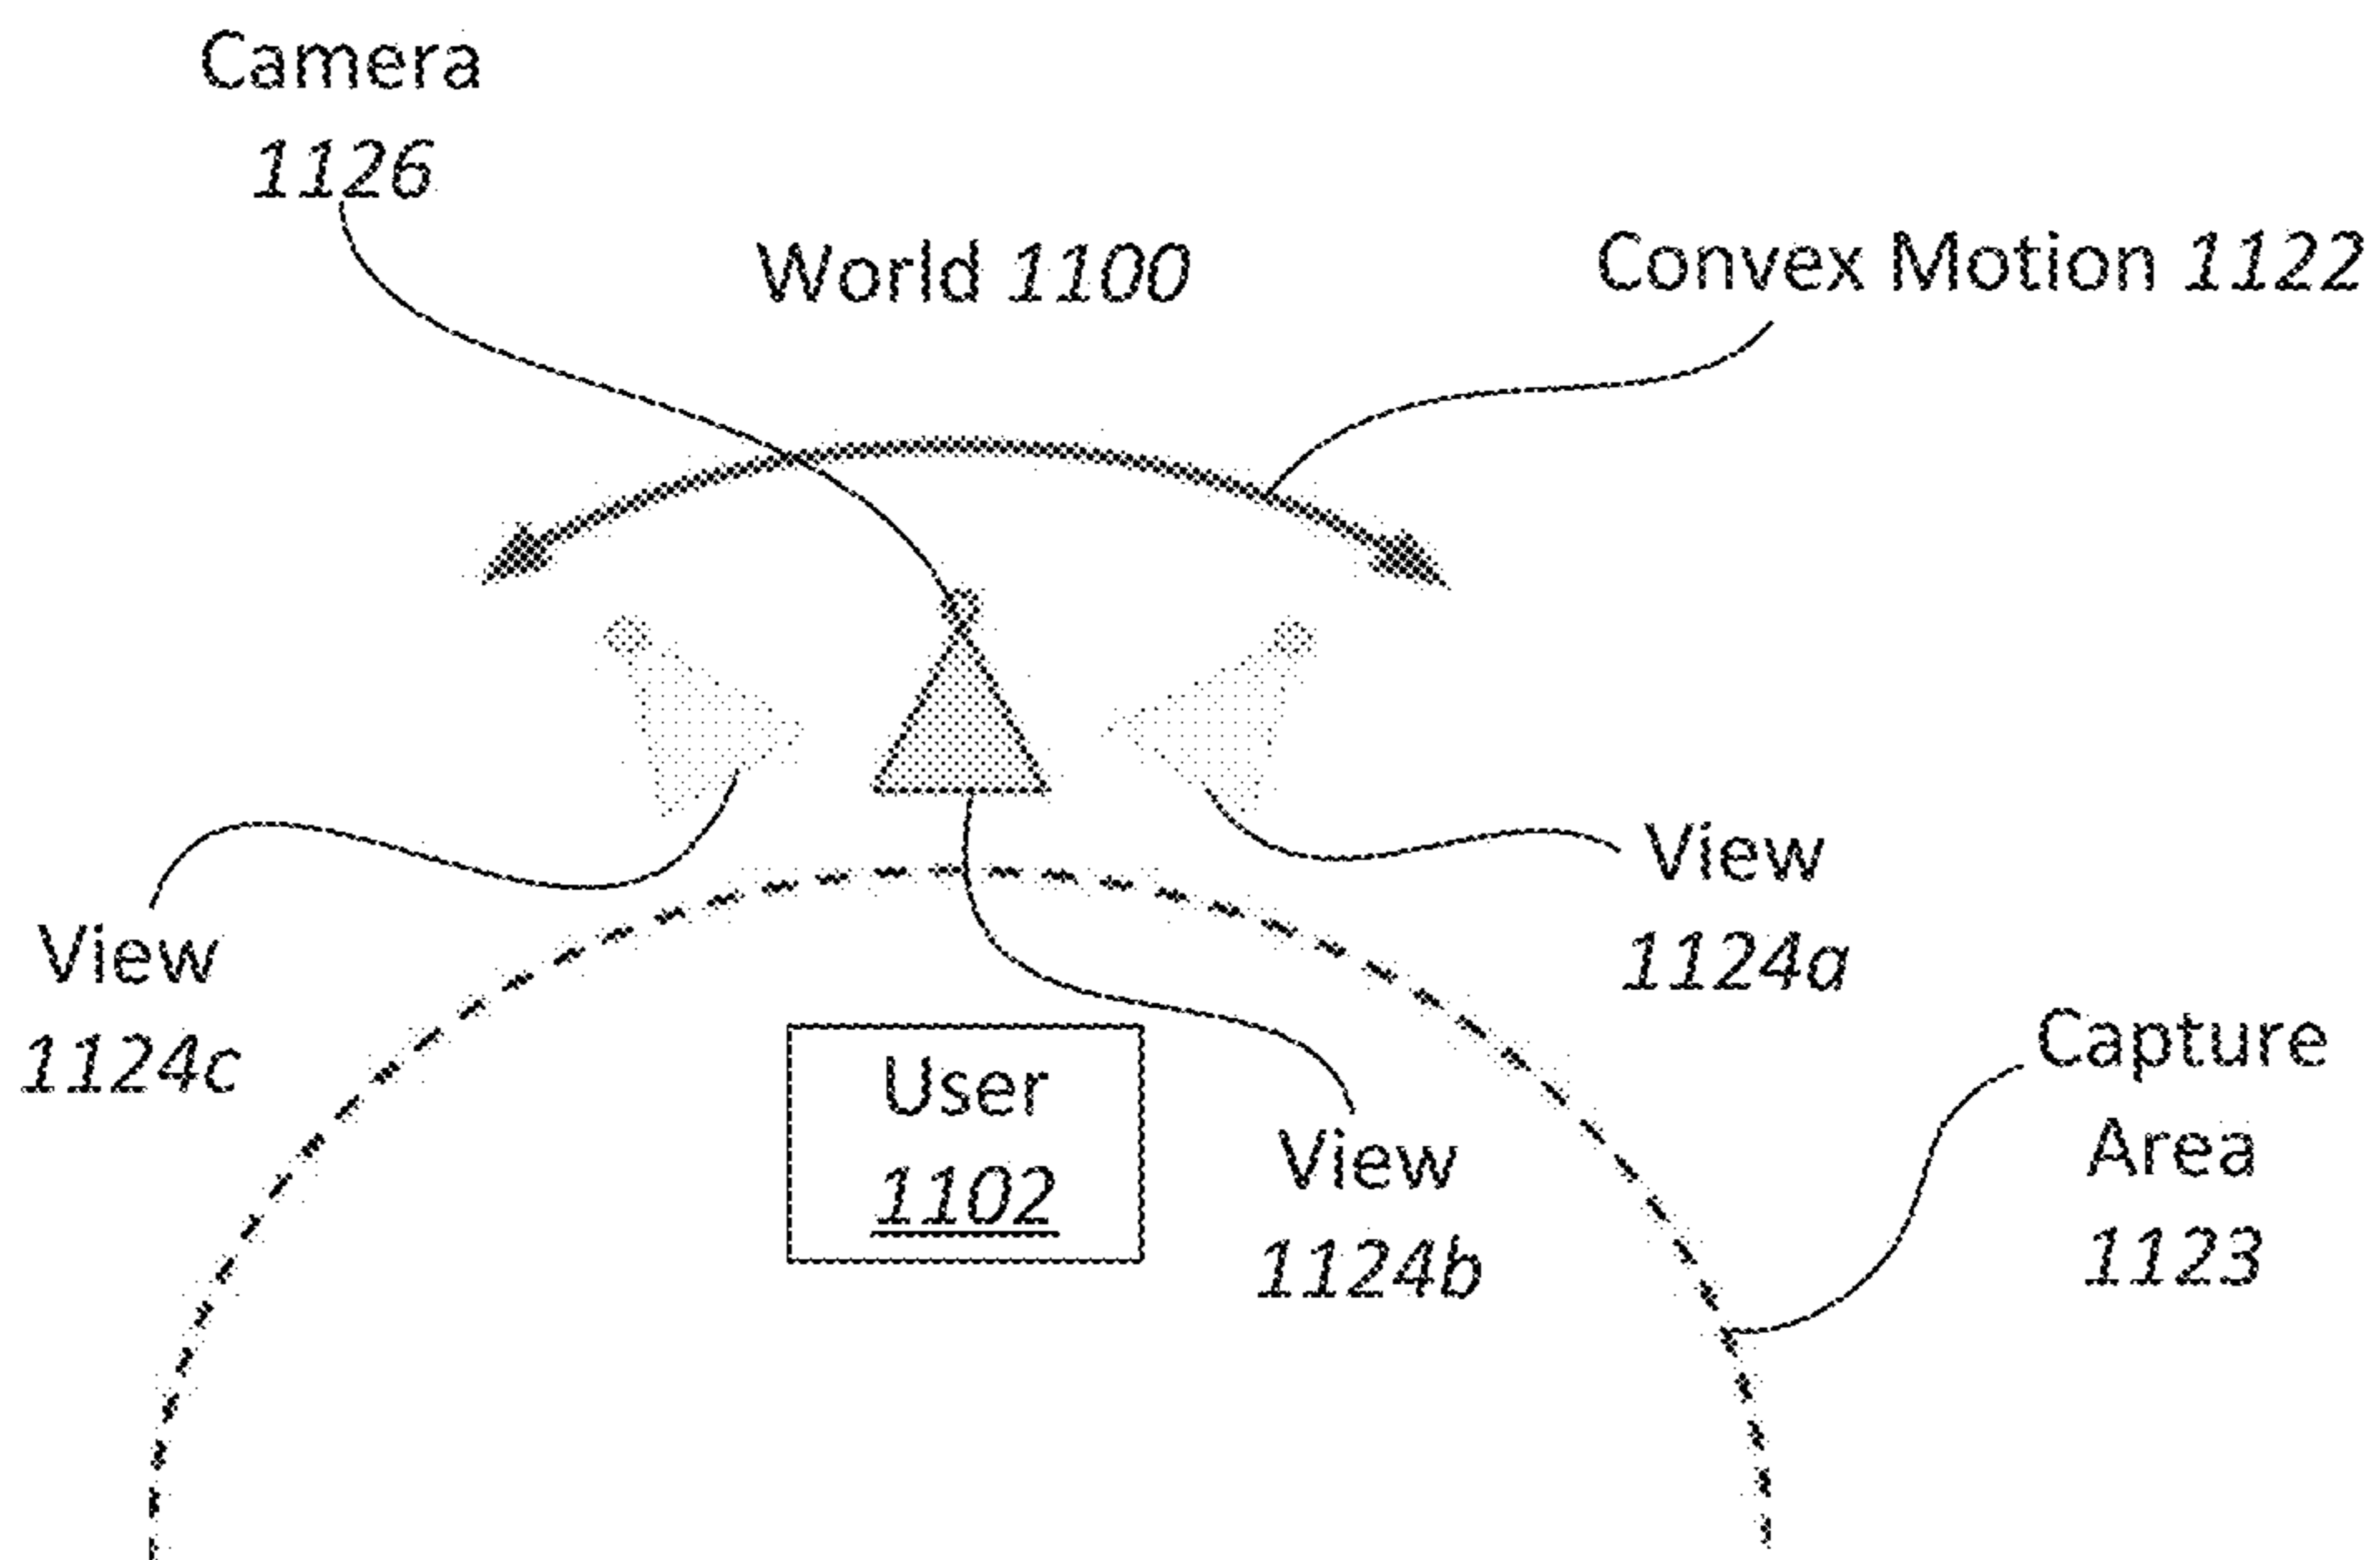 Camera
1126
World 1100
Convex Motion 1122
View
1124a
View
1124c
Capture
Area
1123
User
1102
View
1124b